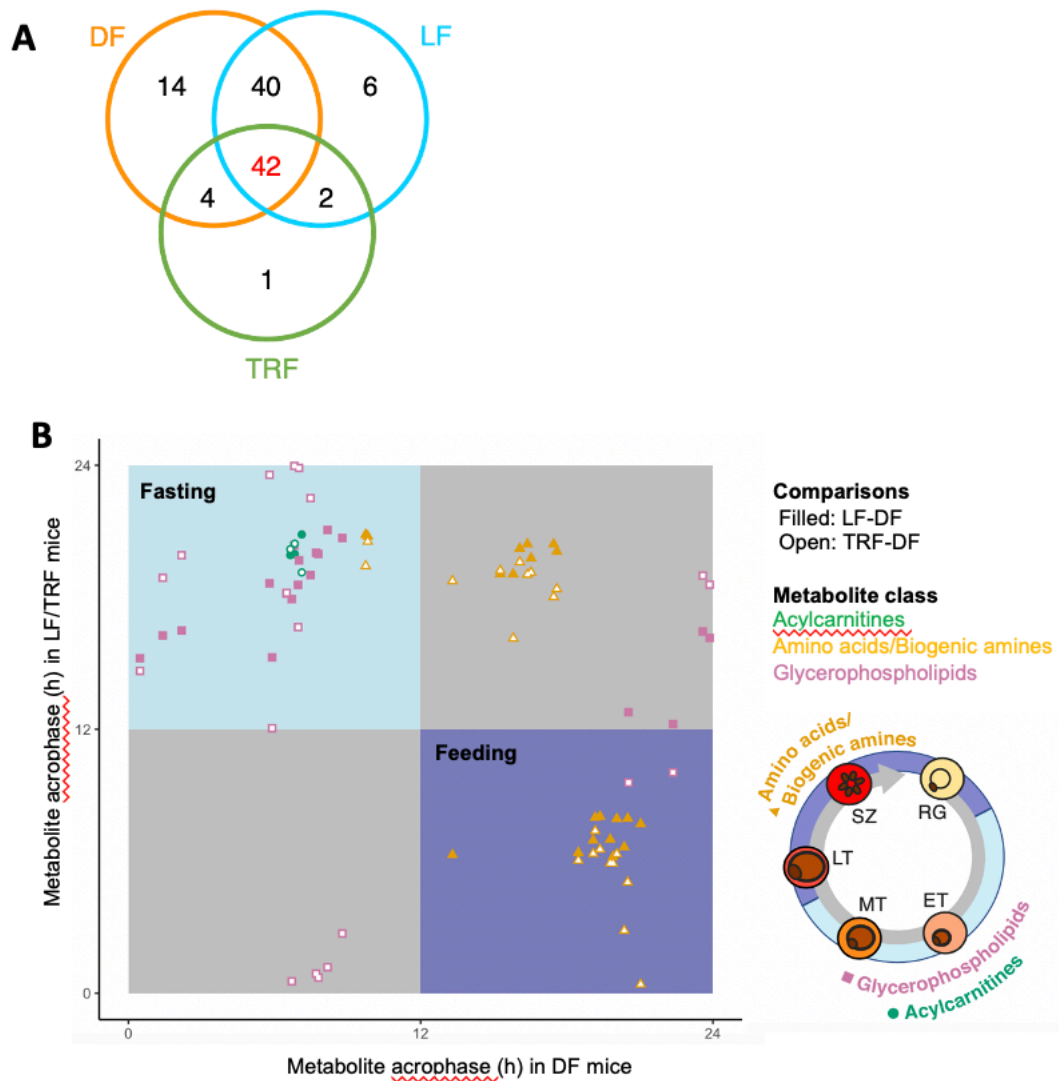 A
DF
LF
14
40
6
42
4
2
1
TRF
B
24
12
0
0
12
24
Metabolite acrophase (h) in LF/TRF mice
Metabolite acrophase (h) in DF mice
Fasting
Feeding
Comparisons
Filled: LF-DF
Open: TRF-DF
Metabolite class
Acylcarnitines
Amino acids/Biogenic amines
Glycerophospholipids
Amino acids/
Biogenic amines
SZ
RG
LT
MT
ET
Glycerophospholipids
Acylcarnitines